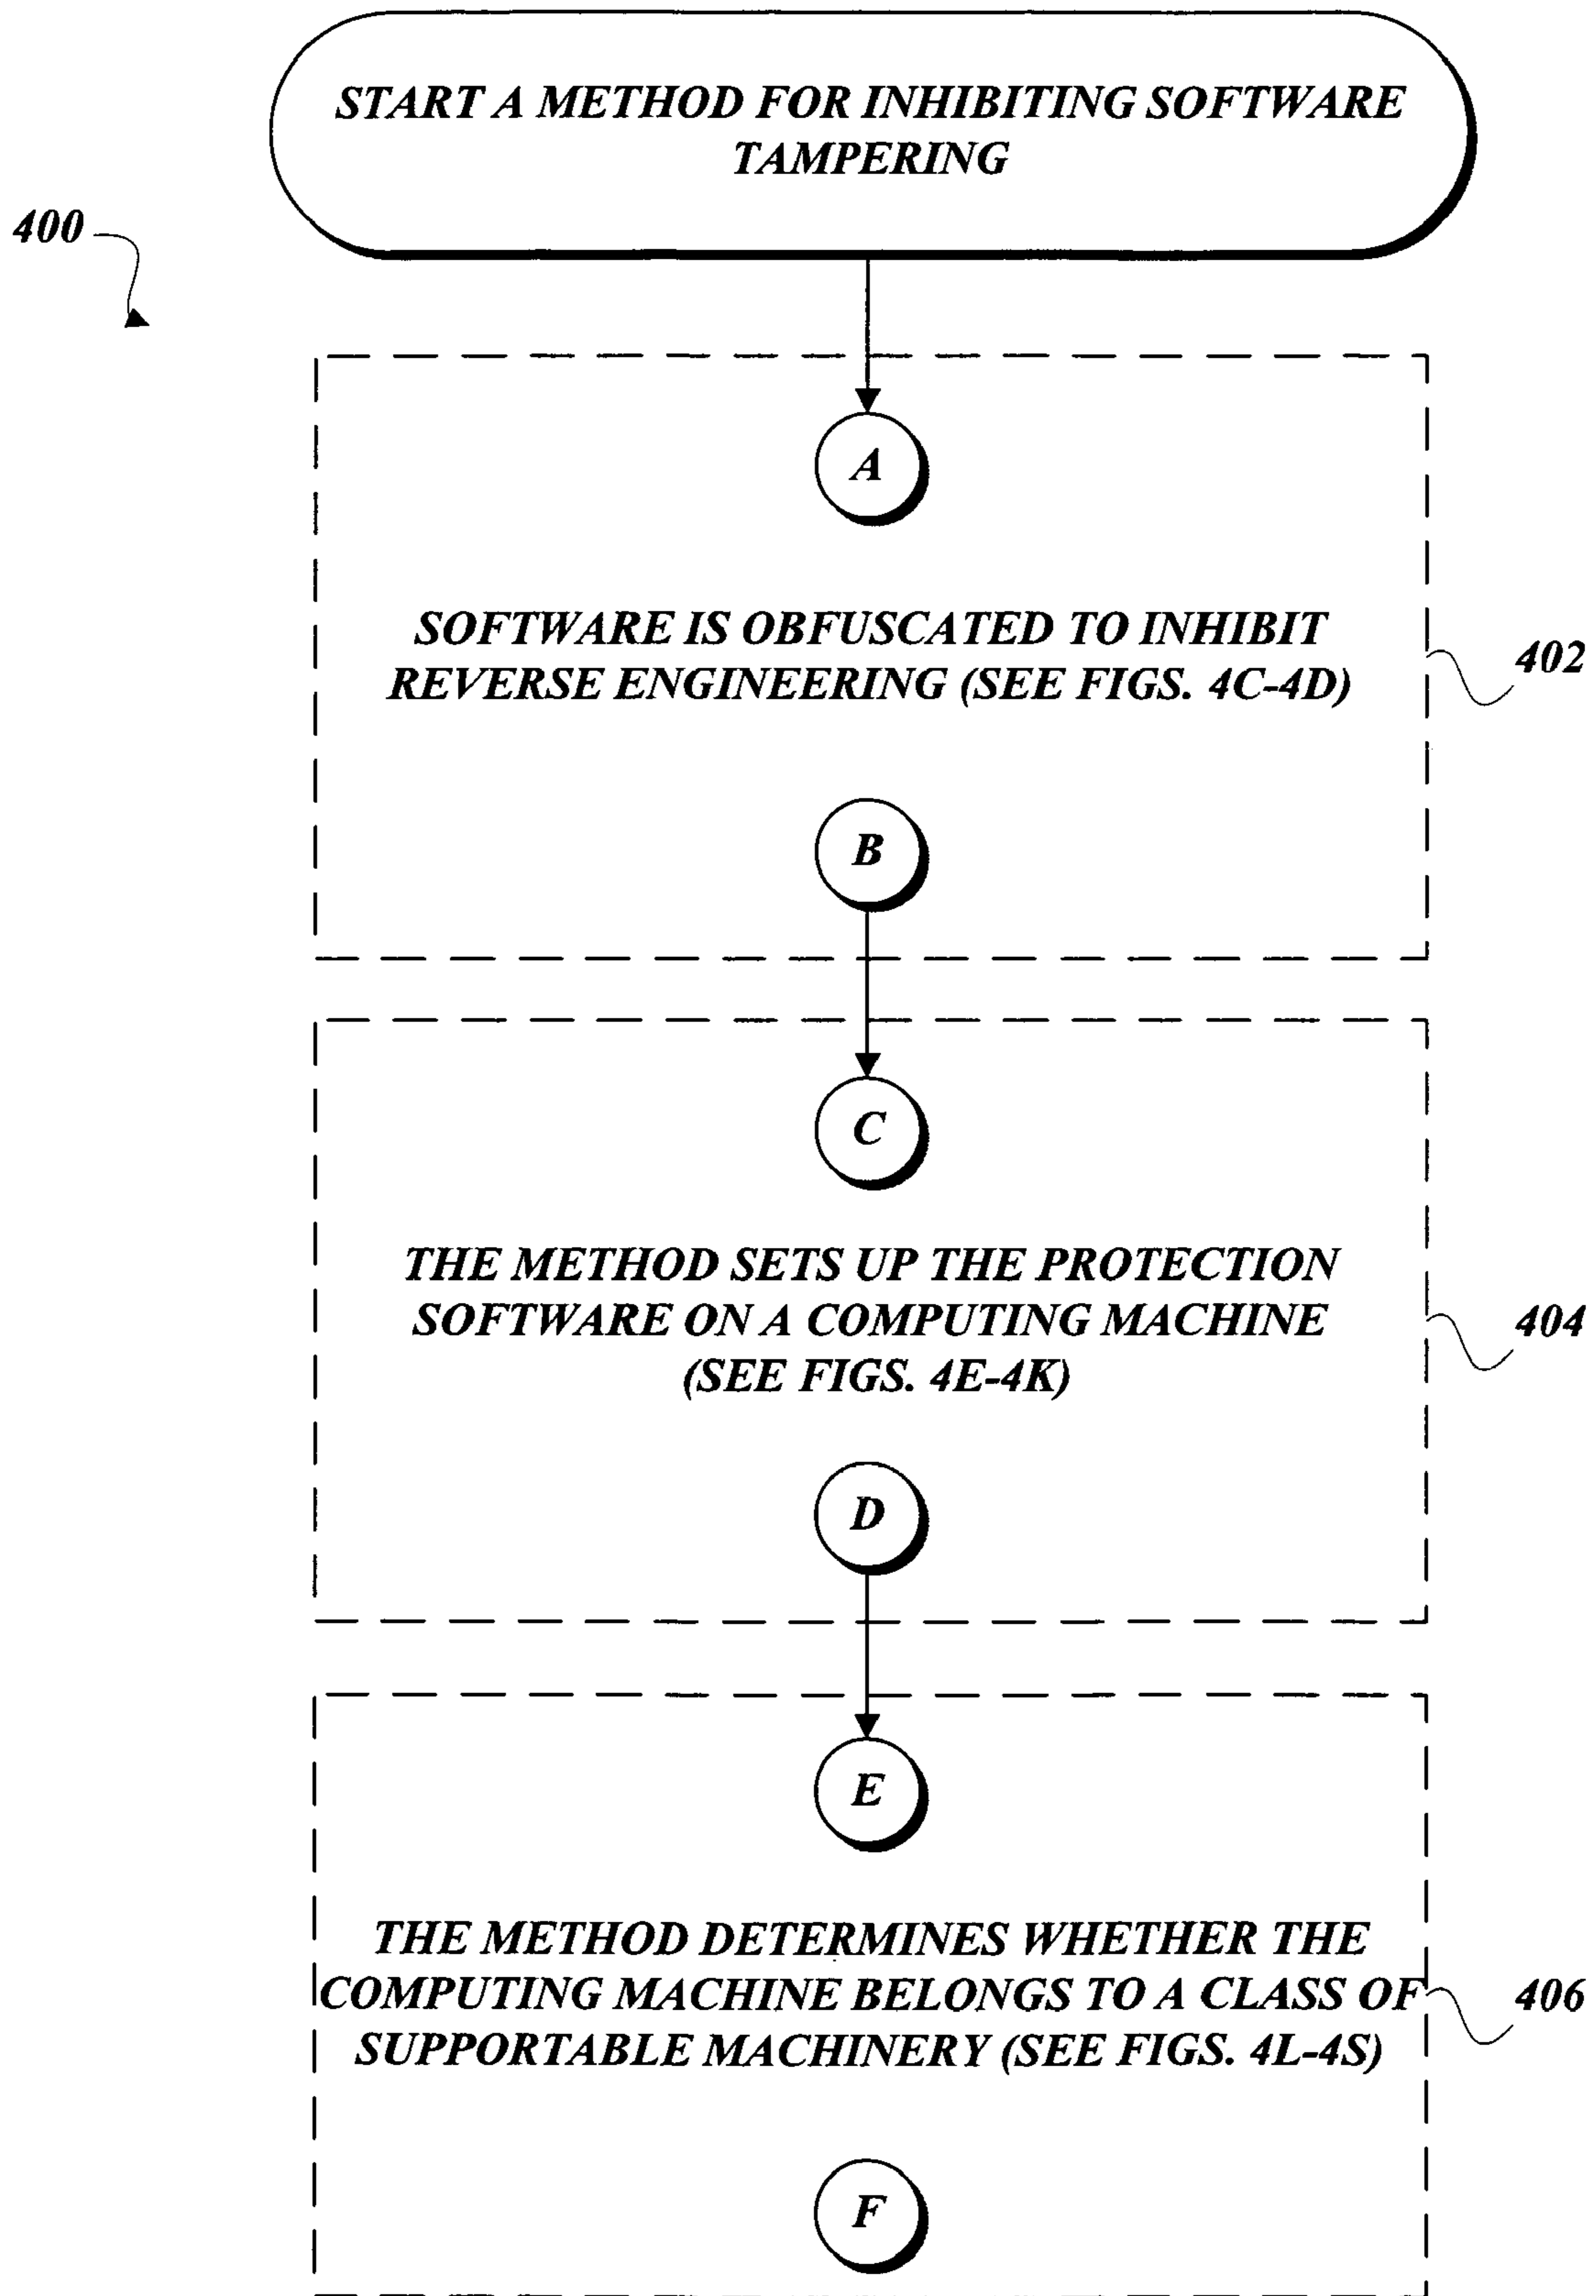 START A METHOD FOR INHIBITING SOFTWARE
TAMPERING
400
A
SOFTWARE IS OBFUSCATED TO INHIBIT
REVERSE ENGINEERING (SEE FIGS. 4C-4D)
402
B
C
THE METHOD SETS UP THE PROTECTION
SOFTWARE ON A COMPUTING MACHINE
(SEE FIGS. 4E-4K)
404
D
E
THE METHOD DETERMINES WHETHER THE
COMPUTING MACHINE BELONGS TO A CLASS OF
SUPPORTABLE MACHINERY (SEE FIGS. 4L-4S)
406
F